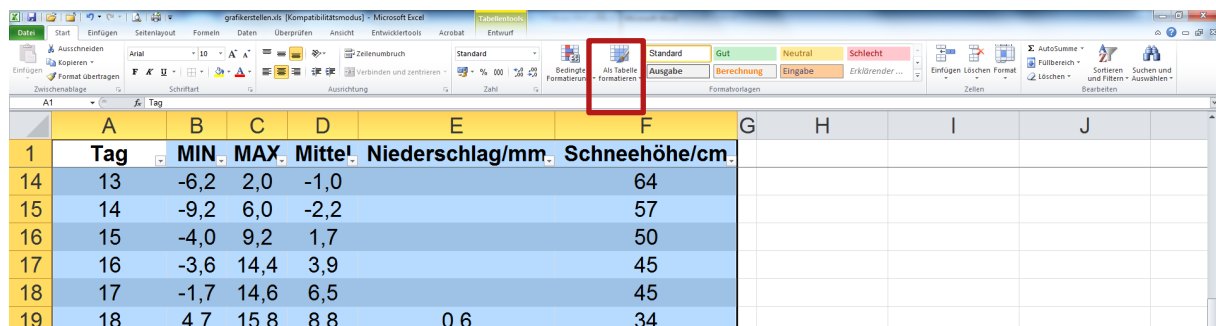 grafikerstellen.xls [Kompatibilitätsmodus] - Microsoft Excel
Tabellentools
Datei Start Einfügen Seitenlayout Formeln Daten Überprüfen Ansicht Entwicklertools Acrobat Entwurf
Einfügen
Ausschneiden
Kopieren
Format übertragen
Zwischenablage
Arial 10
F K U
Schriftart
Zeilenumbruch
Verbinden und zentrieren
Ausrichtung
Standard
% 000
Zahl
Bedingte Formatierung
Als Tabelle formatieren
Standard Gut Neutral Schlecht
Ausgabe Berechnung Eingabe Erklärender ...
Formatvorlagen
Einfügen Löschen Format
Zellen
Σ AutoSumme
Füllbereich
Löschen
Sortieren und Filtern
Suchen und Auswählen
Bearbeiten
A1 fx Tag
A B C D E F G H I J
1 Tag MIN MAX Mittel Niederschlag/mm Schneehöhe/cm
14 13 -6,2 2,0 -1,0 64
15 14 -9,2 6,0 -2,2 57
16 15 -4,0 9,2 1,7 50
17 16 -3,6 14,4 3,9 45
18 17 -1,7 14,6 6,5 45
19 18 4,7 15,8 8,8 0,6 34